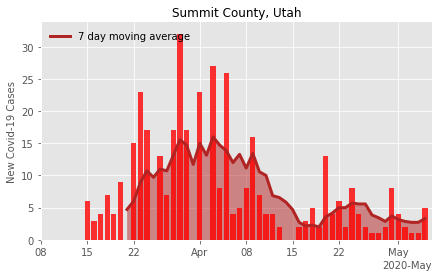 Summit County, Utah
7 day moving average
New Covid-19 Cases
30
25
20
15
10
5
0
08
15
22
Apr
08
15
22
May
2020-May